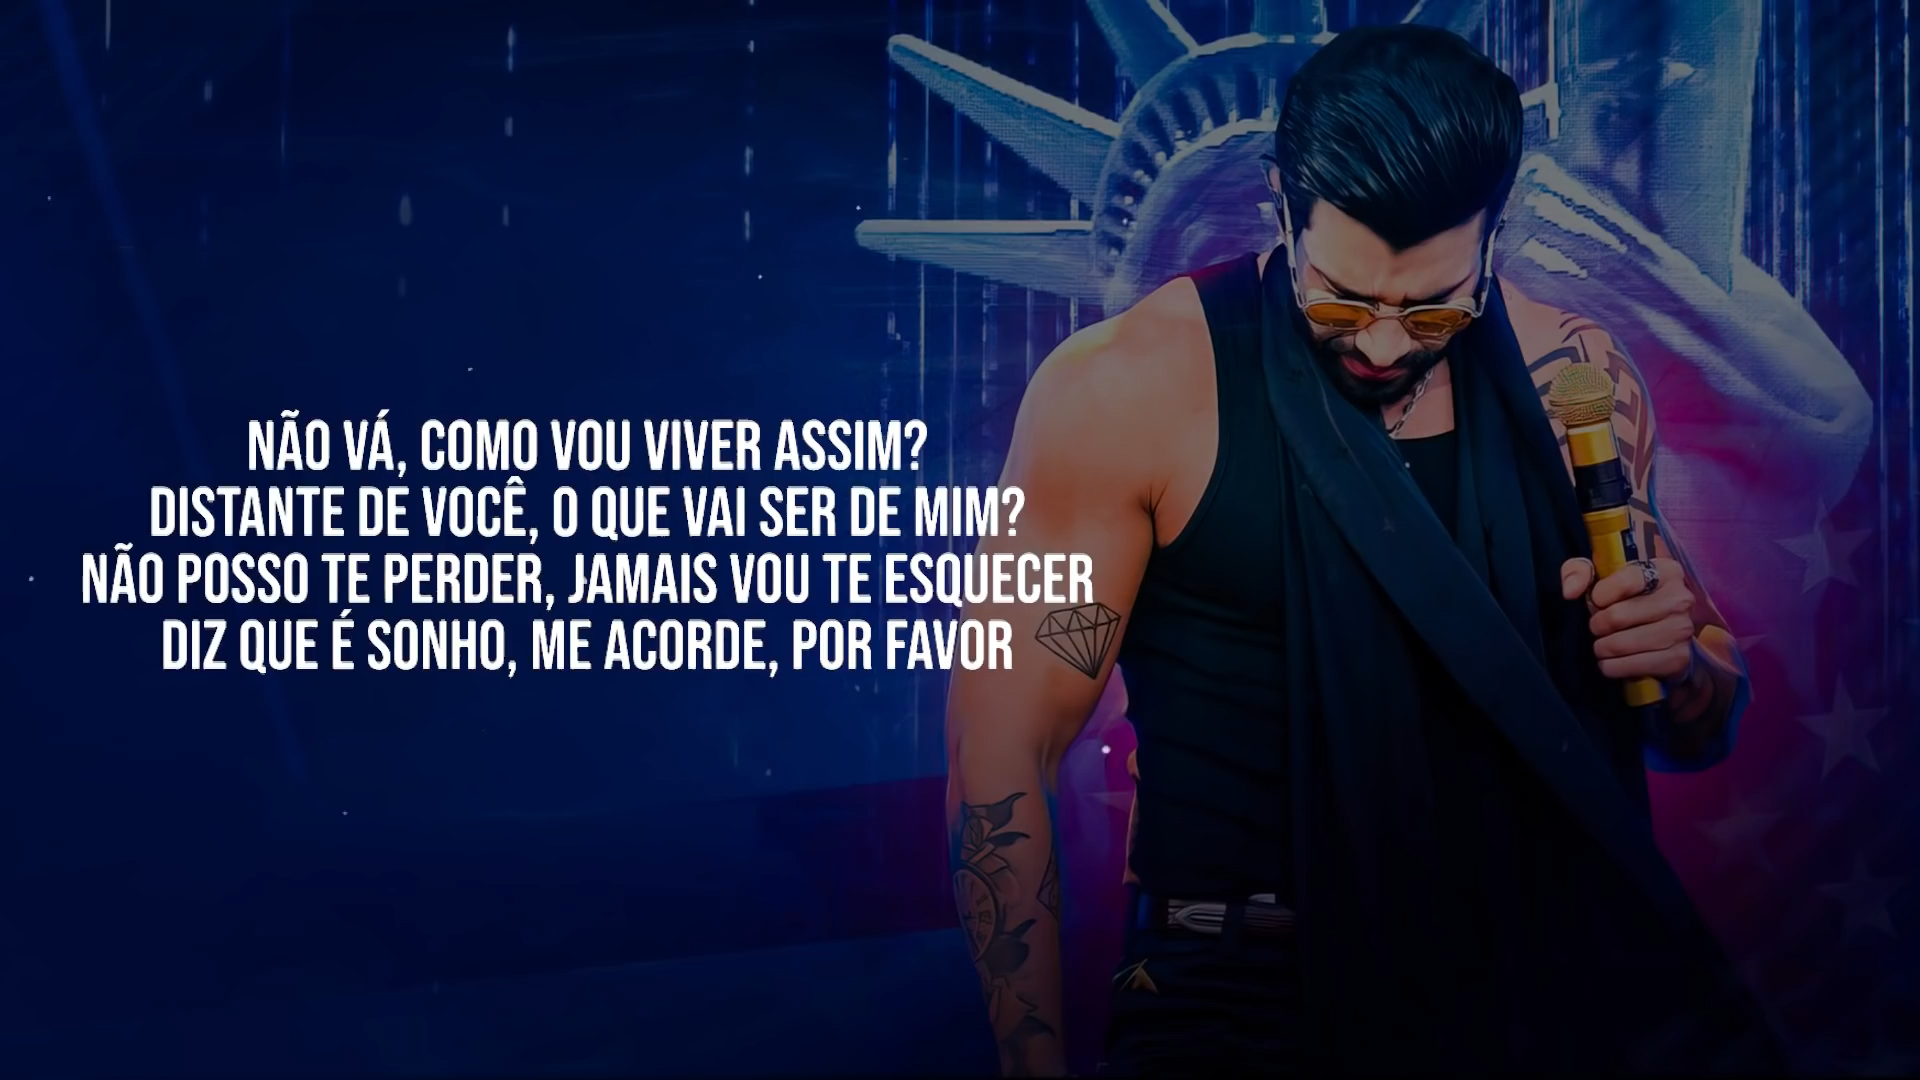 NÃO VÁ, COMO VOU VIVER ASSIM?
DISTANTE DE VOCÊ, O QUE VAI SER DE MIM?
NÃO POSSO TE PERDER, JAMAIS VOU TE ESQUECER
DIZ QUE É SONHO, ME ACORDE, POR FAVOR